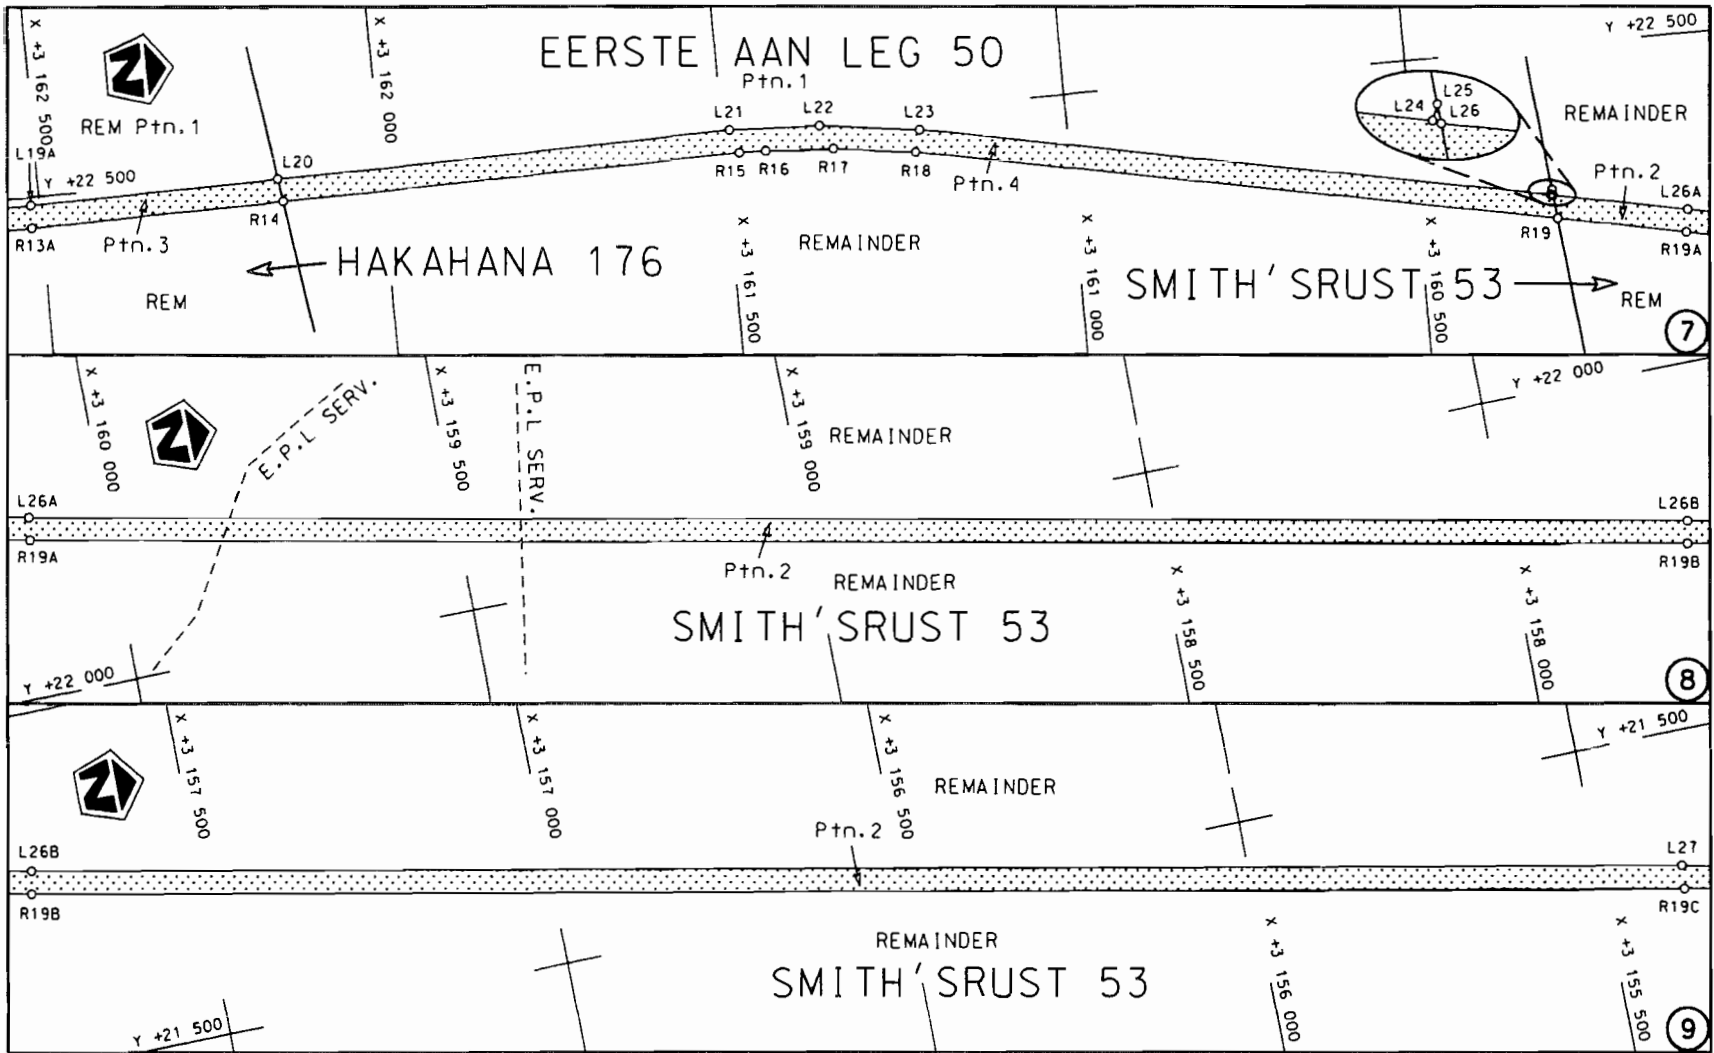 X +3 162 500
X +3 162 000
EERSTE AAN LEG 50
Y +22 500
Ptn.1
L25
L24
L26
REMAINDER
REM Ptn.1
L21
L22
L23
L19A
L20
Y +22 500
R15
R16
R17
R18
Ptn.4
Ptn.2
L26A
R14
R13A
Ptn.3
R19
R19A
HAKAHANA 176
REMAINDER
X +3 161 500
X +3 161 000
X +3 160 500
SMITH'SRUST 53
REM
REM
7
X +3 160 000
E.P.L SERV.
X +3 159 500
E.P.L SERV.
X +3 159 000
REMAINDER
Y +22 000
L26A
L26B
R19A
R19B
Ptn.2
REMAINDER
SMITH'SRUST 53
X +3 158 500
X +3 158 000
Y +22 000
8
X +3 157 500
X +3 157 000
X +3 156 500
REMAINDER
Y +21 500
Ptn.2
L26B
L27
R19B
R19C
REMAINDER
SMITH'SRUST 53
X +3 156 000
X +3 155 500
Y +21 500
9